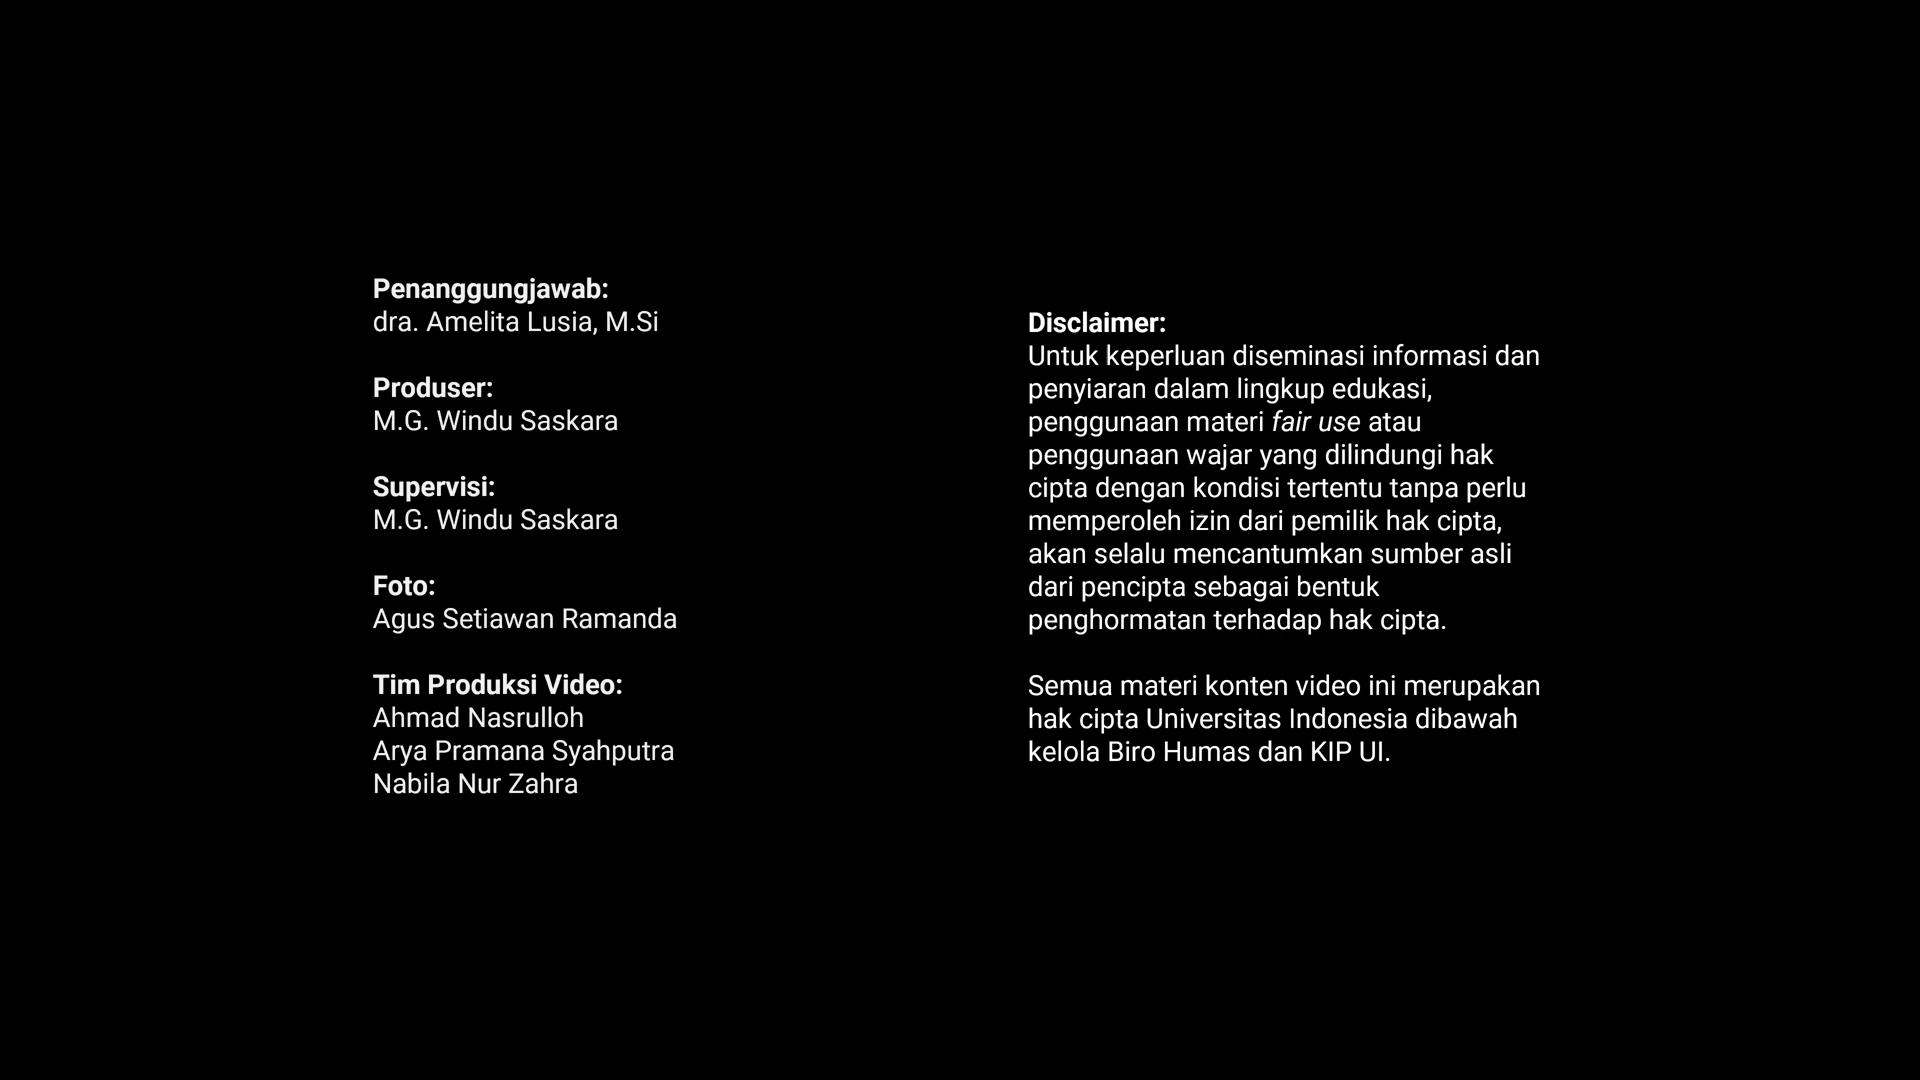 Penanggungjawab:
dra. Amelita Lusia, M.Si
Produser:
M.G. Windu Saskara
Supervisi:
M.G. Windu Saskara
Foto:
Agus Setiawan Ramanda
Tim Produksi Video:
Ahmad Nasrulloh
Arya Pramana Syahputra
Nabila Nur Zahra
Disclaimer:
Untuk keperluan diseminasi informasi dan
penyiaran dalam lingkup edukasi,
penggunaan materi fair use atau
penggunaan wajar yang dilindungi hak
cipta dengan kondisi tertentu tanpa perlu
memperoleh izin dari pemilik hak cipta,
akan selalu mencantumkan sumber asli
dari pencipta sebagai bentuk
penghormatan terhadap hak cipta.
Semua materi konten video ini merupakan
hak cipta Universitas Indonesia dibawah
kelola Biro Humas dan KIP UI.